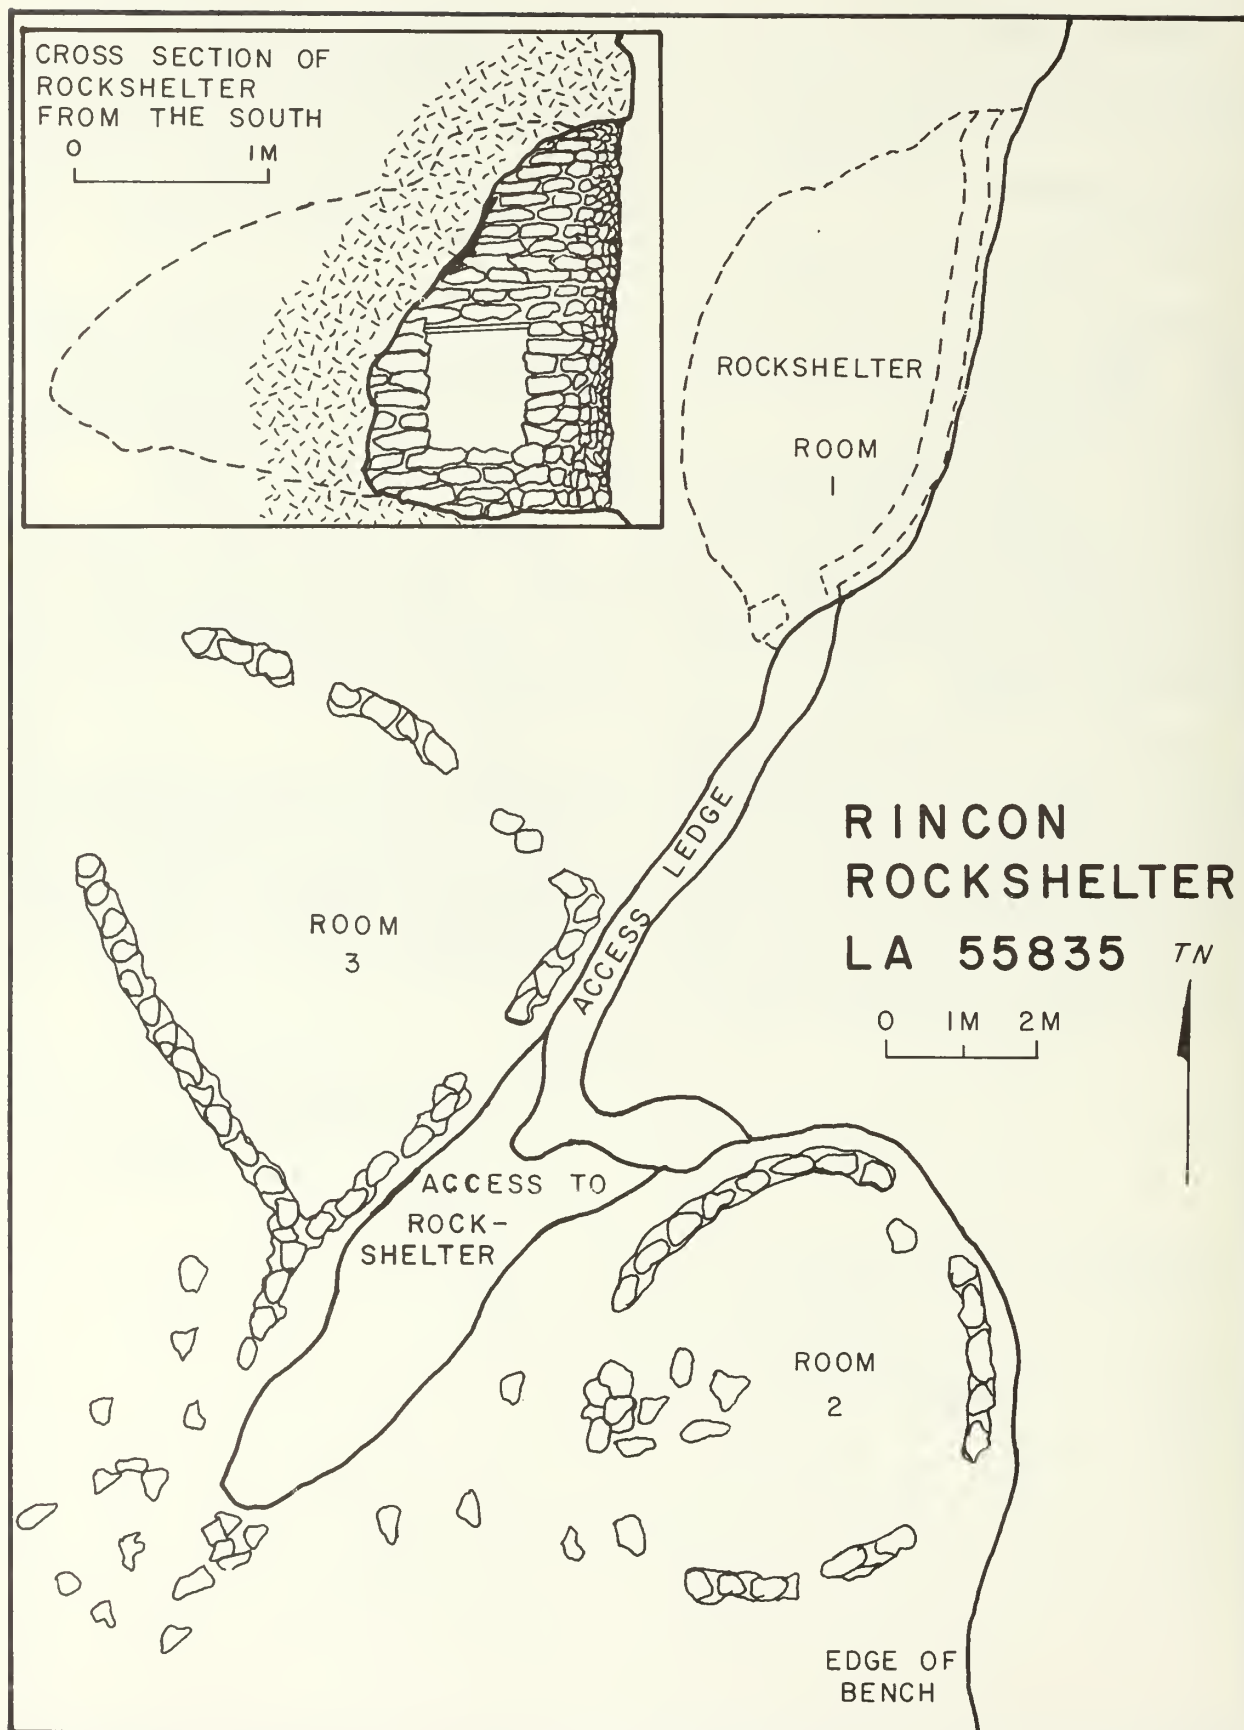 CROSS SECTION OF
ROCKSHELTER
FROM THE SOUTH
0 1M
ROCKSHELTER
ROOM
1
ACCESS LEDGE
RINCON
ROCKSHELTER
LA 55835
TN
0 1M 2M
ROOM
3
ACCESS TO
ROCK-
SHELTER
ROOM
2
EDGE OF
BENCH